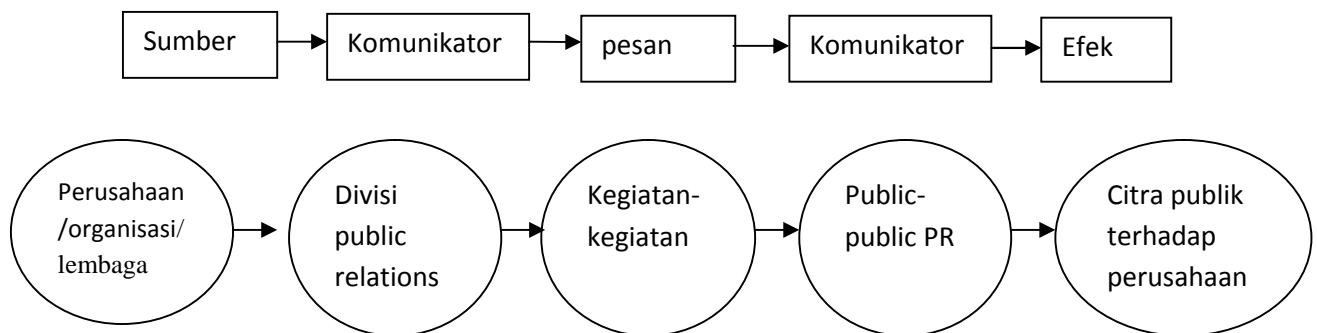 Sumber
Komunikator
pesan
Komunikator
Efek
Perusahaan
/organisasi/
lembaga
Divisi
public
relations
Kegiatan-
kegiatan
Public-
public PR
Citra publik
terhadap
perusahaan